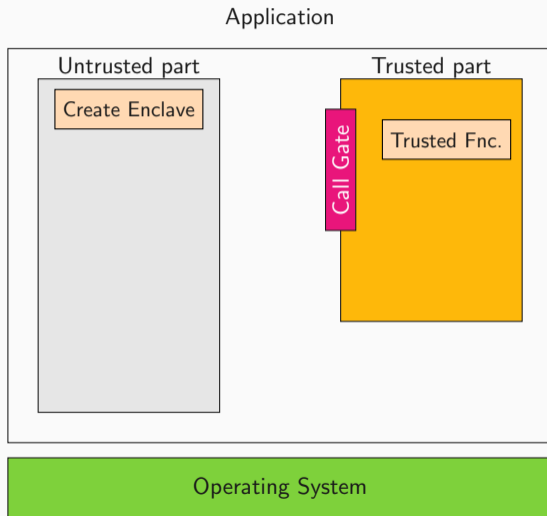 Application
Untrusted part
Trusted part
Create Enclave
Call Gate
Trusted Fnc.
Operating System